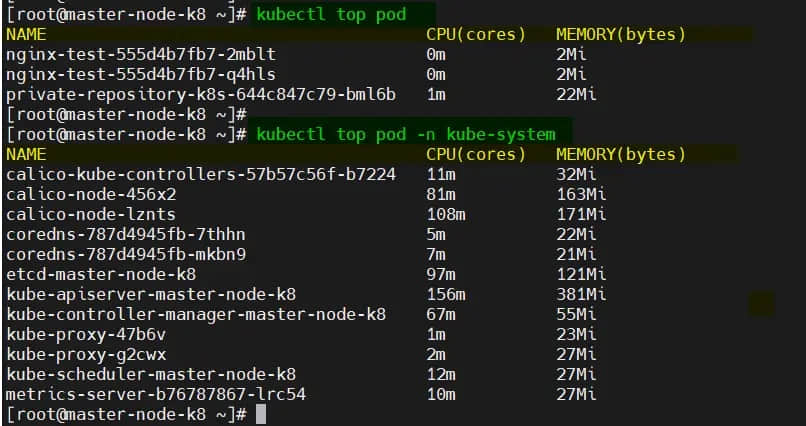 [root@master-node-k8 ~]# kubectl top pod
NAME CPU(cores) MEMORY(bytes)
nginx-test-555d4b7fb7-2mblt 0m 2Mi
nginx-test-555d4b7fb7-q4hls 0m 2Mi
private-repository-k8s-644c847c79-bml6b 1m 22Mi
[root@master-node-k8 ~]#
[root@master-node-k8 ~]# kubectl top pod -n kube-system
NAME CPU(cores) MEMORY(bytes)
calico-kube-controllers-57b57c56f-b7224 11m 32Mi
calico-node-456x2 81m 163Mi
calico-node-lznts 108m 171Mi
coredns-787d4945fb-7thhn 5m 22Mi
coredns-787d4945fb-mkbn9 7m 21Mi
etcd-master-node-k8 97m 121Mi
kube-apiserver-master-node-k8 156m 381Mi
kube-controller-manager-master-node-k8 67m 55Mi
kube-proxy-47b6v 1m 23Mi
kube-proxy-g2cwx 2m 27Mi
kube-scheduler-master-node-k8 12m 27Mi
metrics-server-b76787867-lrc54 10m 27Mi
[root@master-node-k8 ~]#